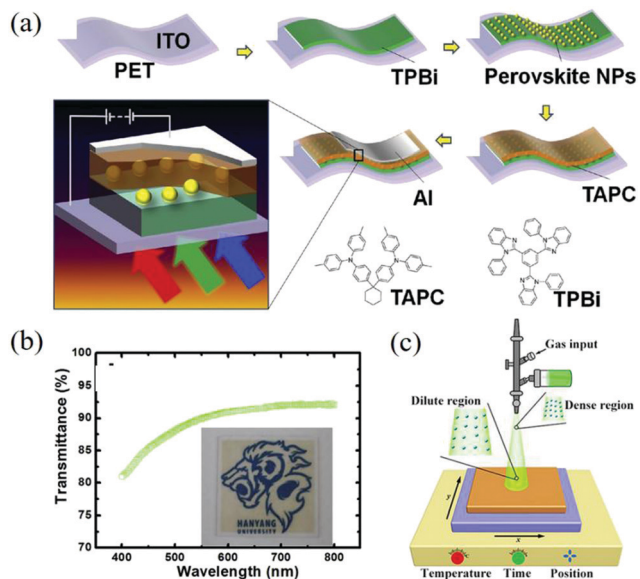 (a)
ITO
PET
TPBi
Perovskite NPs
Al
TAPC
TAPC
TPBi
N
N
N
N
N
N
N
N
(b)
Transmittance (%)
100
95
90
85
80
75
70
400
500
600
700
800
Wavelength (nm)
HANYANG
UNIVERSITY
(c)
Gas input
Dilute region
Dense region
y
x
Temperature
Time
Position